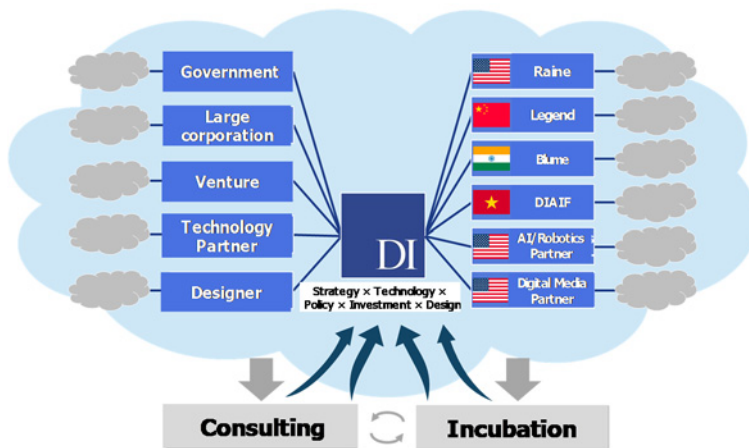 Government
Large
corporation
Venture
Technology
Partner
Designer
DI
Strategy × Technology ×
Policy × Investment × Design
Raine
Legend
Blume
DIAIF
AI/Robotics
Partner
Digital Media
Partner
Consulting
Incubation